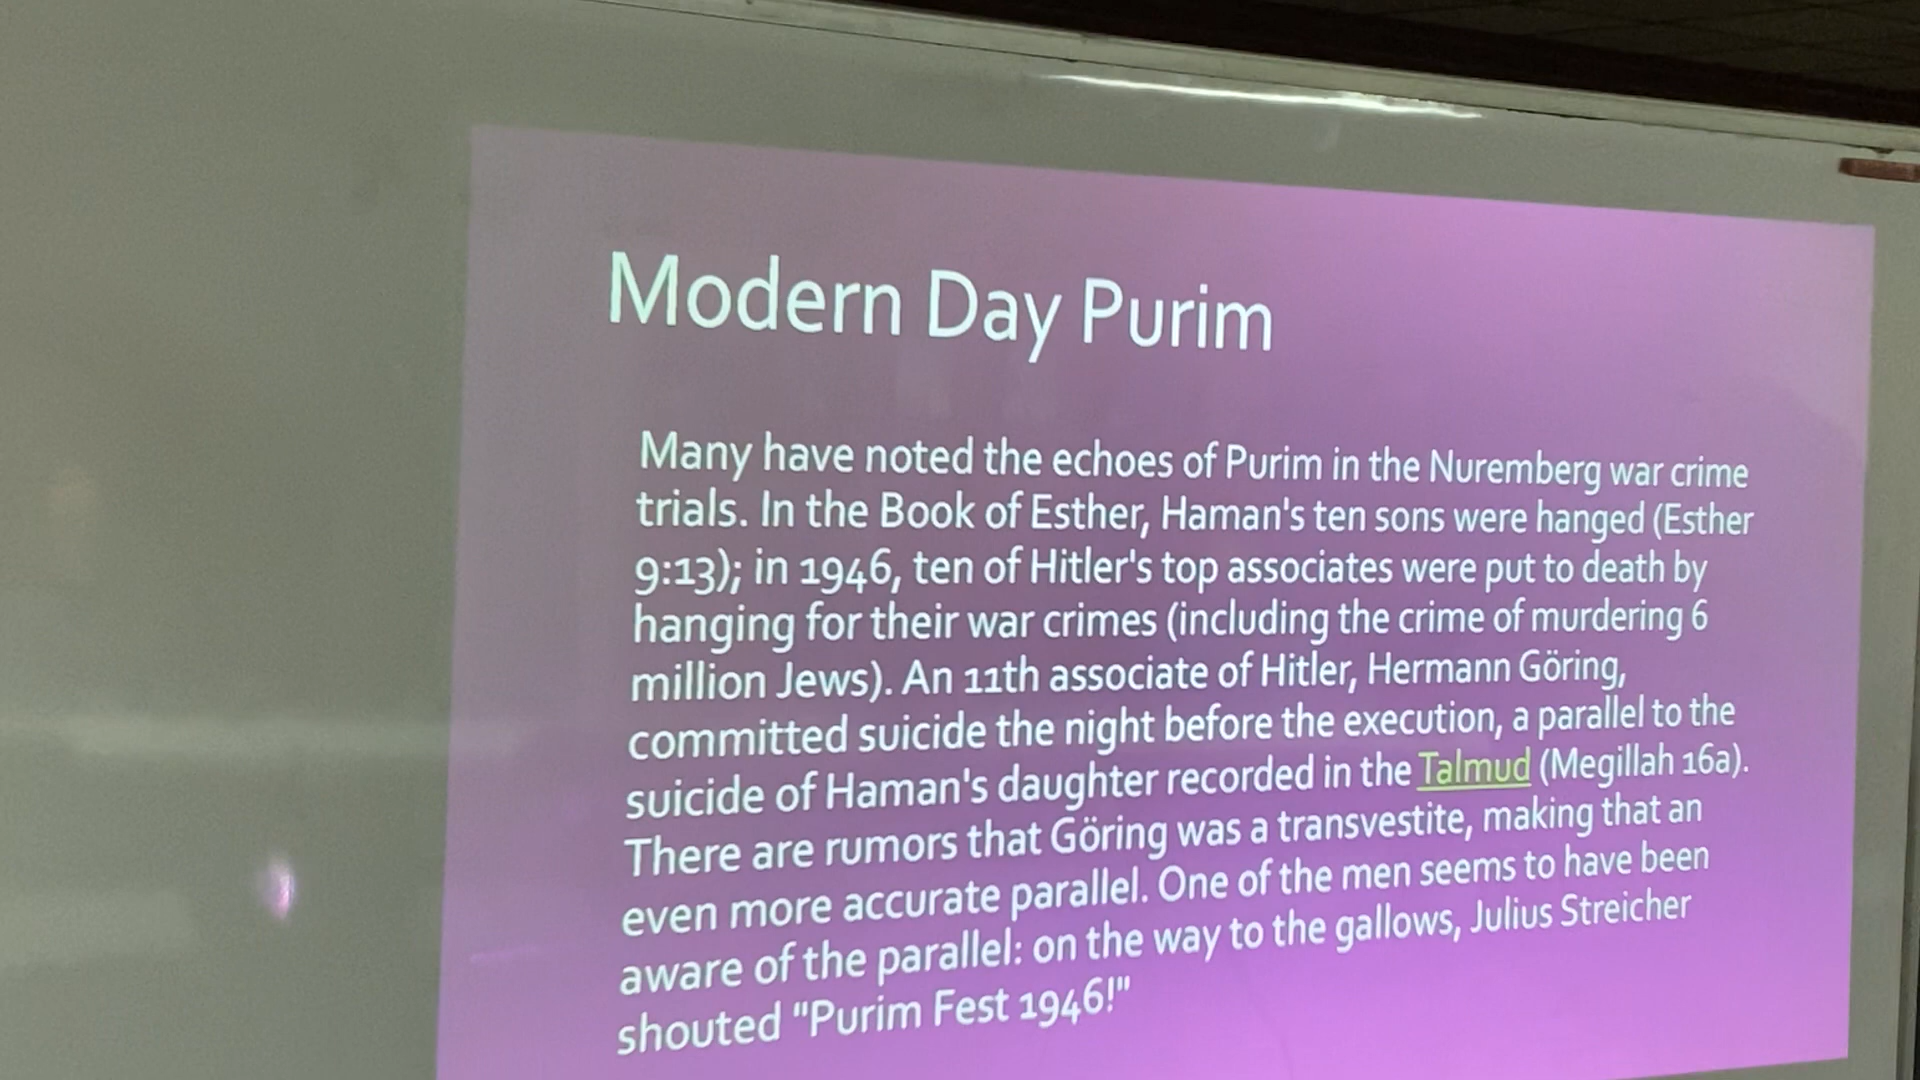 Modern Day Purim
Many have noted the echoes of Purim in the Nuremberg war crime
trials. In the Book of Esther, Haman's ten sons were hanged (Esther
9:13); in 1946, ten of Hitler's top associates were put to death by
hanging for their war crimes (including the crime of murdering 6
million Jews). An 11th associate of Hitler, Hermann Göring,
committed suicide the night before the execution, a parallel to the
suicide of Haman's daughter recorded in the Talmud (Megillah 16a).
There are rumors that Göring was a transvestite, making that an
even more accurate parallel. One of the men seems to have been
aware of the parallel: on the way to the gallows, Julius Streicher
shouted "Purim Fest 1946!"